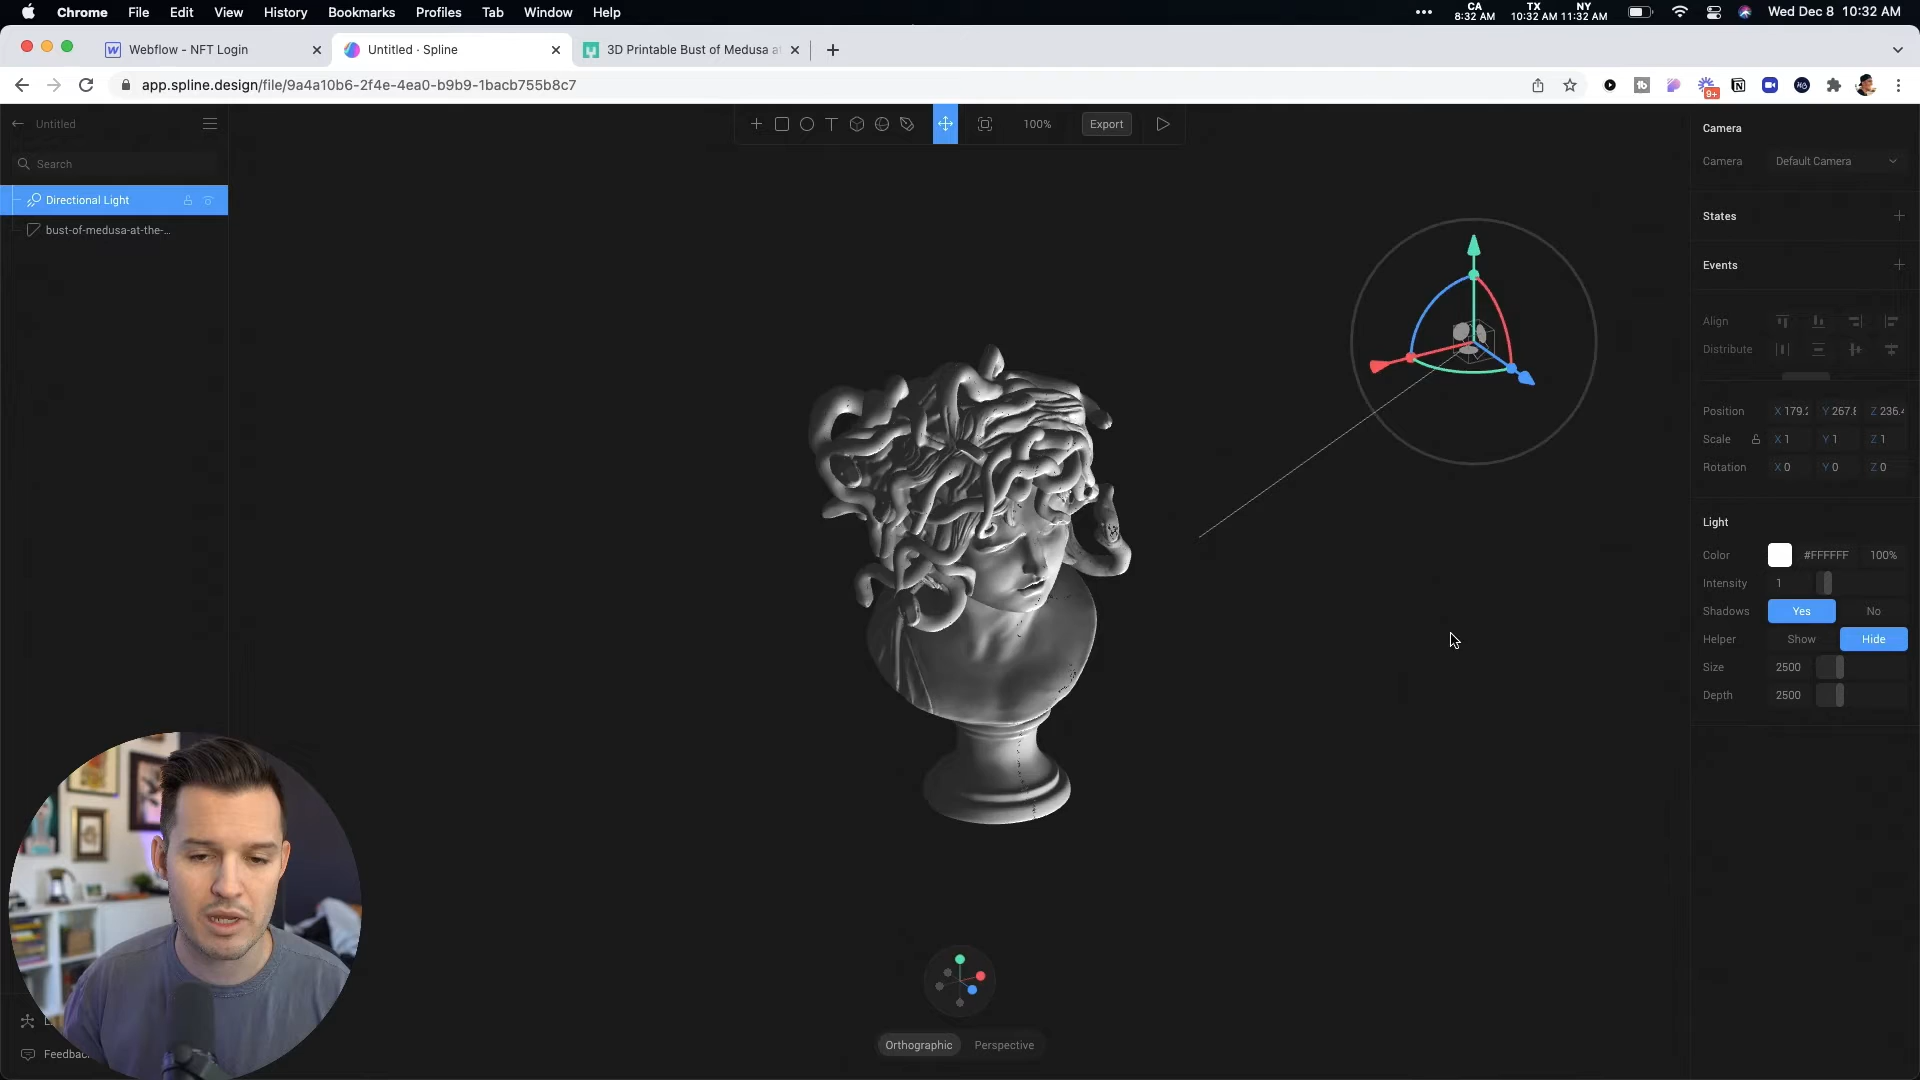 Chrome File Edit View History Bookmarks Profiles Tab Window Help
CA TX NY
8:32 AM 10:32 AM 11:32 AM
Wed Dec 8 10:32 AM
Webflow - NFT Login
Untitled · Spline
3D Printable Bust of Medusa at
app.spline.design/file/9a4a10b6-2f4e-4ea0-b9b9-1bacb755b8c7
9+
Untitled
100%
Export
Search
Directional Light
bust-of-medusa-at-the-...
Camera
Camera Default Camera
States
Events
Align
Distribute
Position X 179.2 Y 267.8 Z 236.4
Scale X 1 Y 1 Z 1
Rotation X 0 Y 0 Z 0
Light
Color #FFFFFF 100%
Intensity 1
Shadows Yes No
Helper Show Hide
Size 2500
Depth 2500
Feedbac
Orthographic Perspective